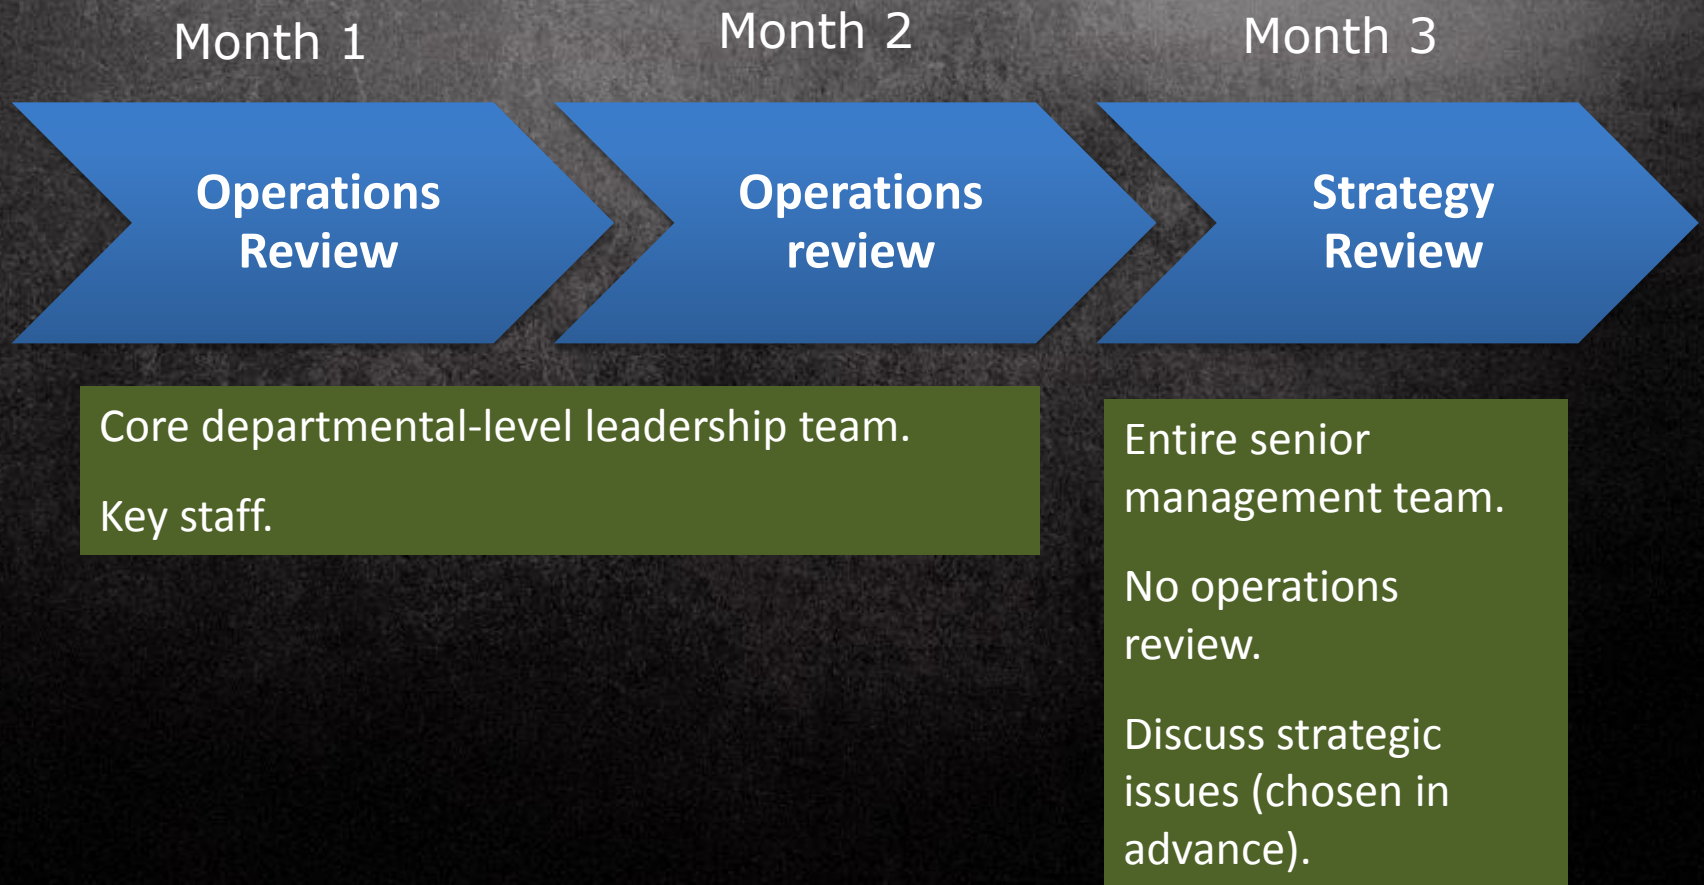 Month 1
Month 2
Month 3
Operations
Review
Operations
review
Strategy
Review
Core departmental-level leadership team.
Key staff.
Entire senior
management team.
No operations
review.
Discuss strategic
issues (chosen in
advance).